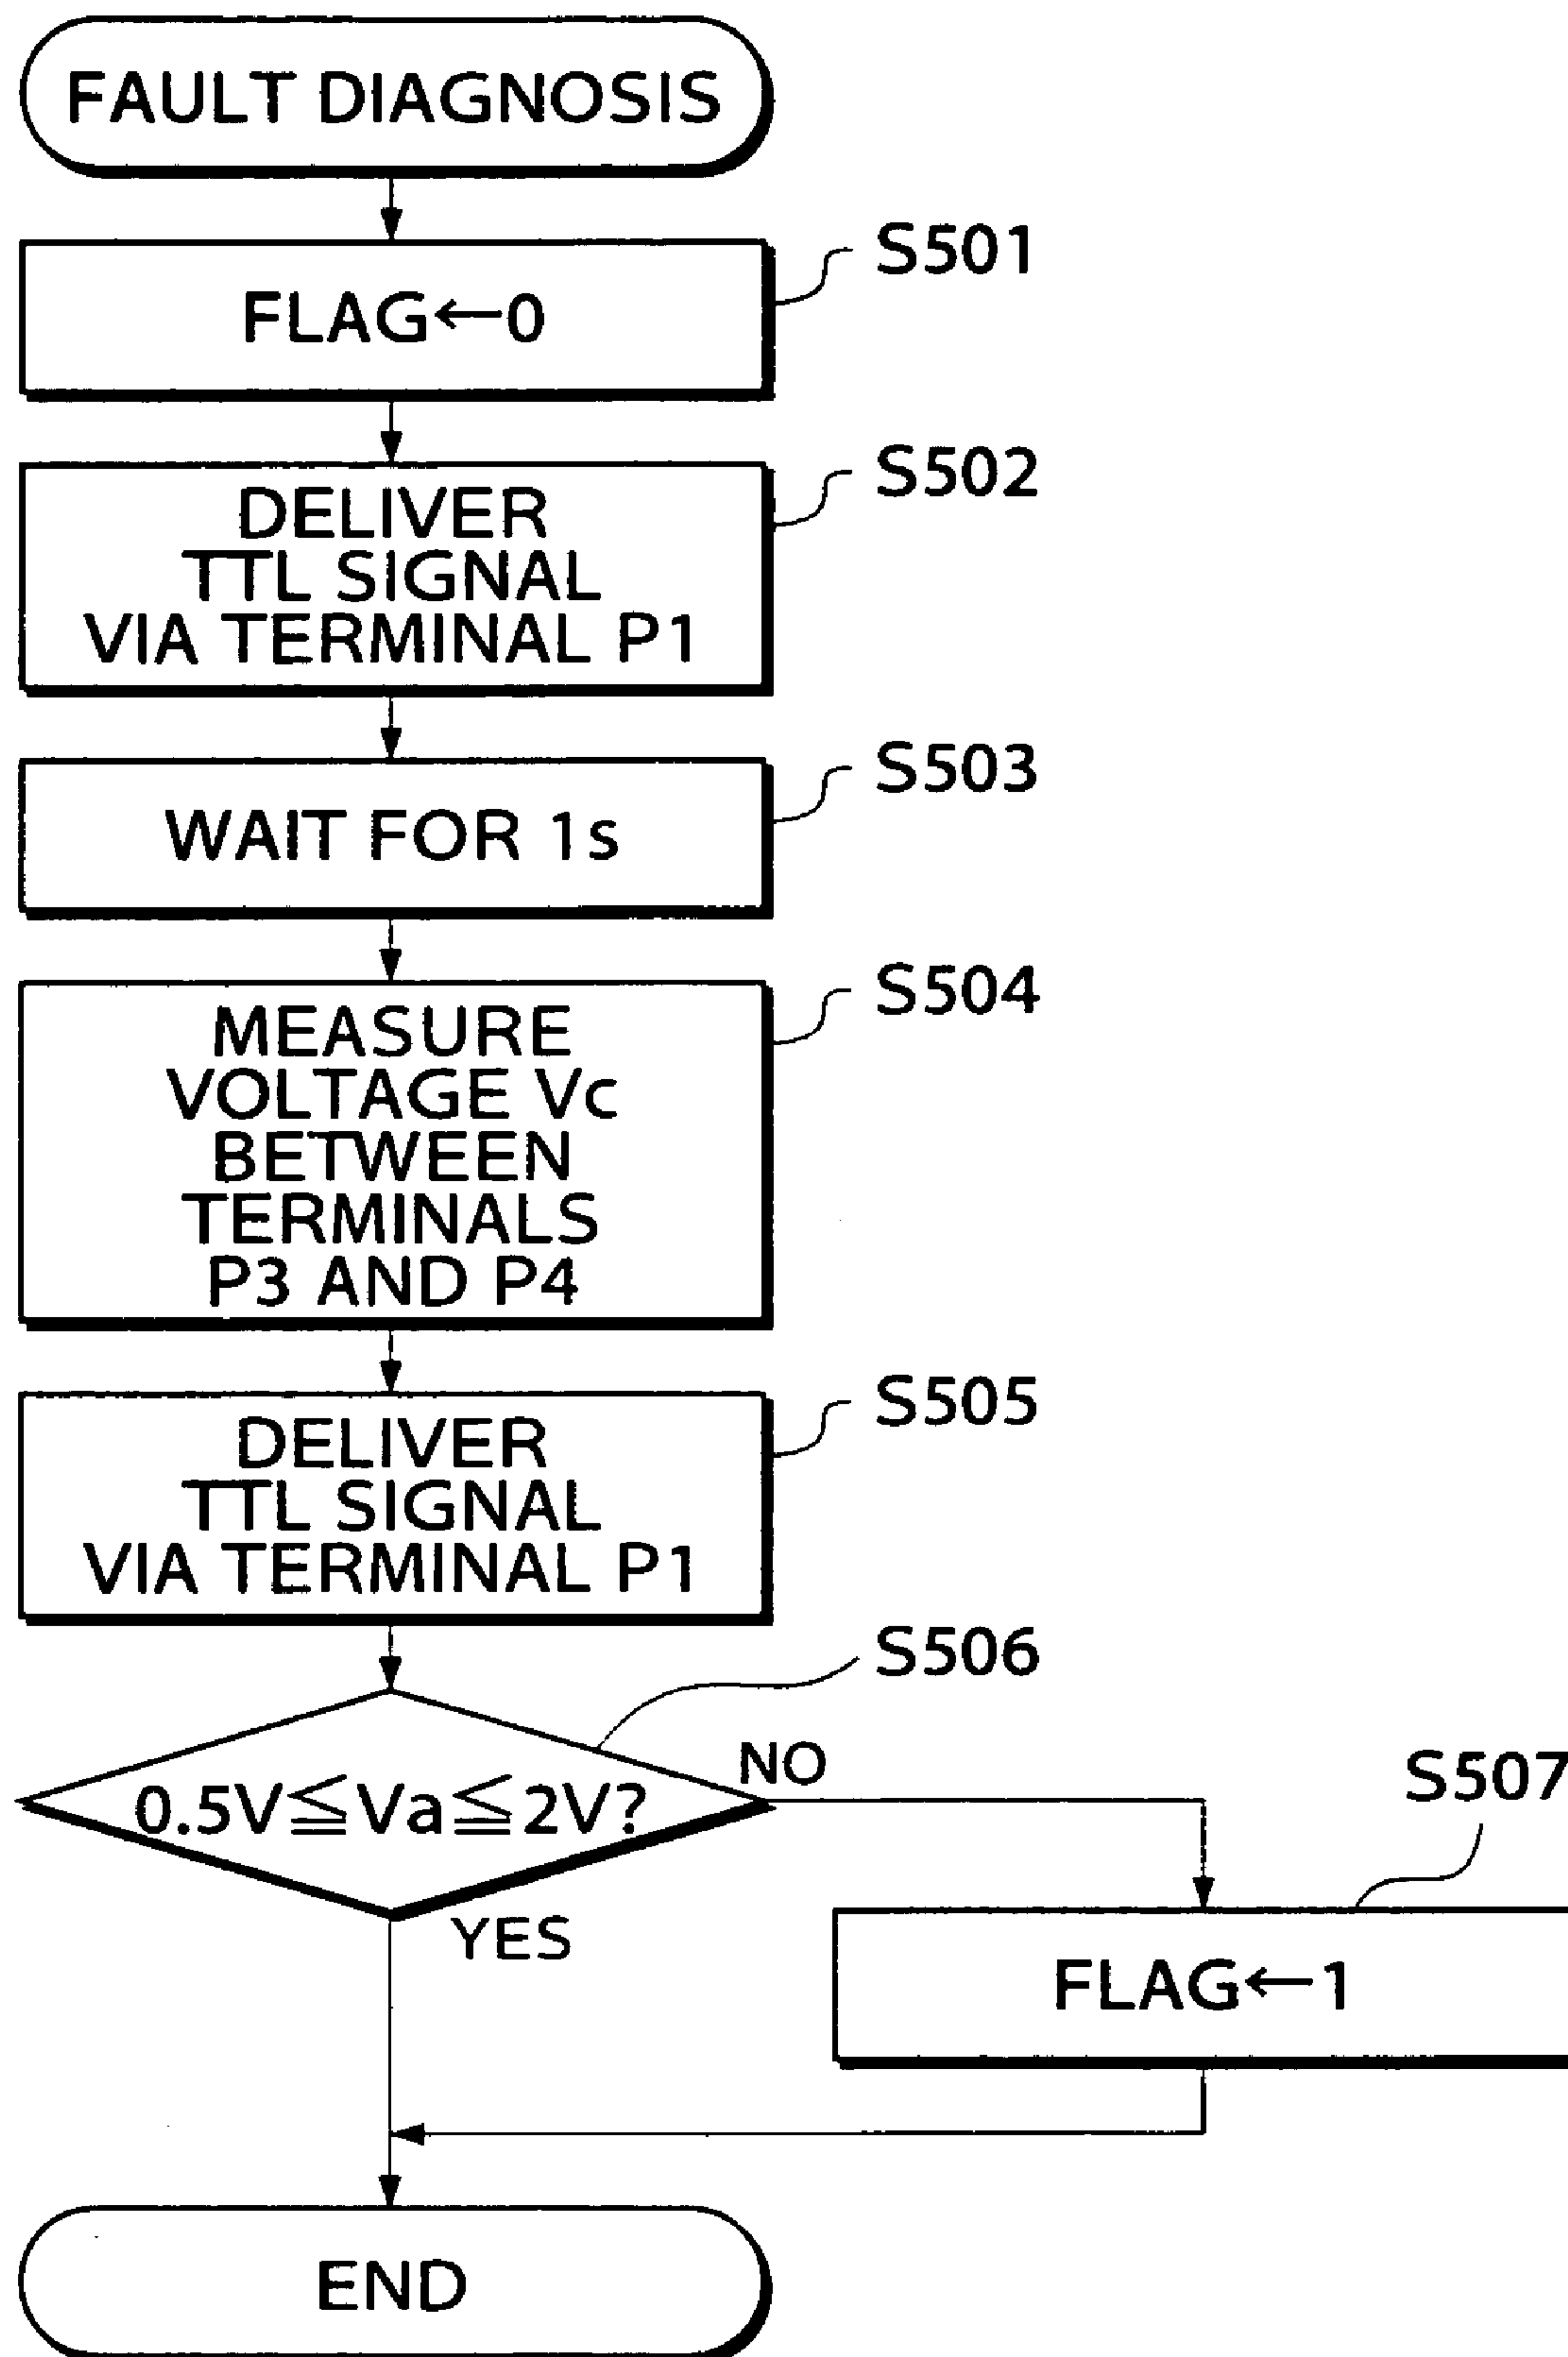 FAULT DIAGNOSIS
S501
FLAG←0
S502
DELIVER
TTL SIGNAL
VIA TERMINAL P1
S503
WAIT FOR 1s
S504
MEASURE
VOLTAGE Vc
BETWEEN
TERMINALS
P3 AND P4
S505
DELIVER
TTL SIGNAL
VIA TERMINAL P1
S506
0.5V≦Va≦2V?
NO
S507
YES
FLAG←1
END